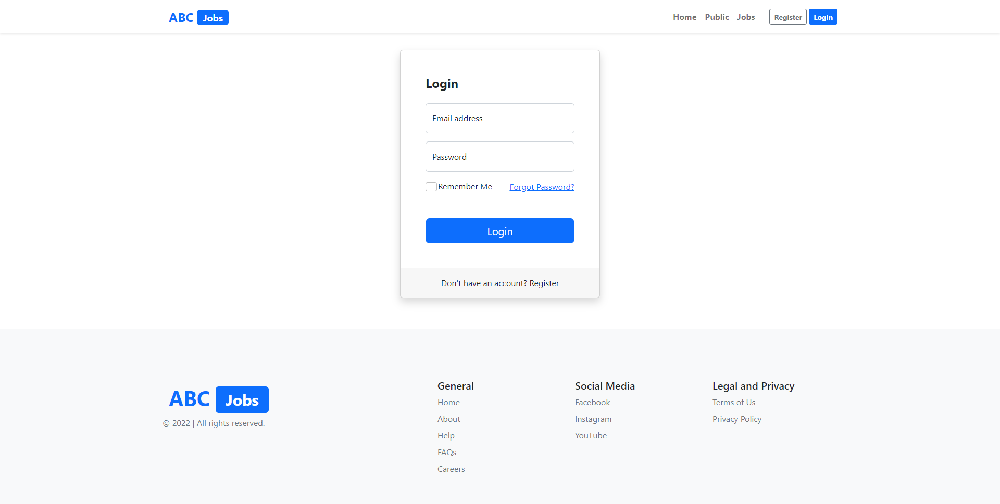 ABC Jobs
Home Public Jobs Register Login
Login
Email address
Password
Remember Me Forgot Password?
Login
Don't have an account? Register
ABC Jobs
© 2022 | All rights reserved.
General
Home
About
Help
FAQs
Careers
Social Media
Facebook
Instagram
YouTube
Legal and Privacy
Terms of Us
Privacy Policy